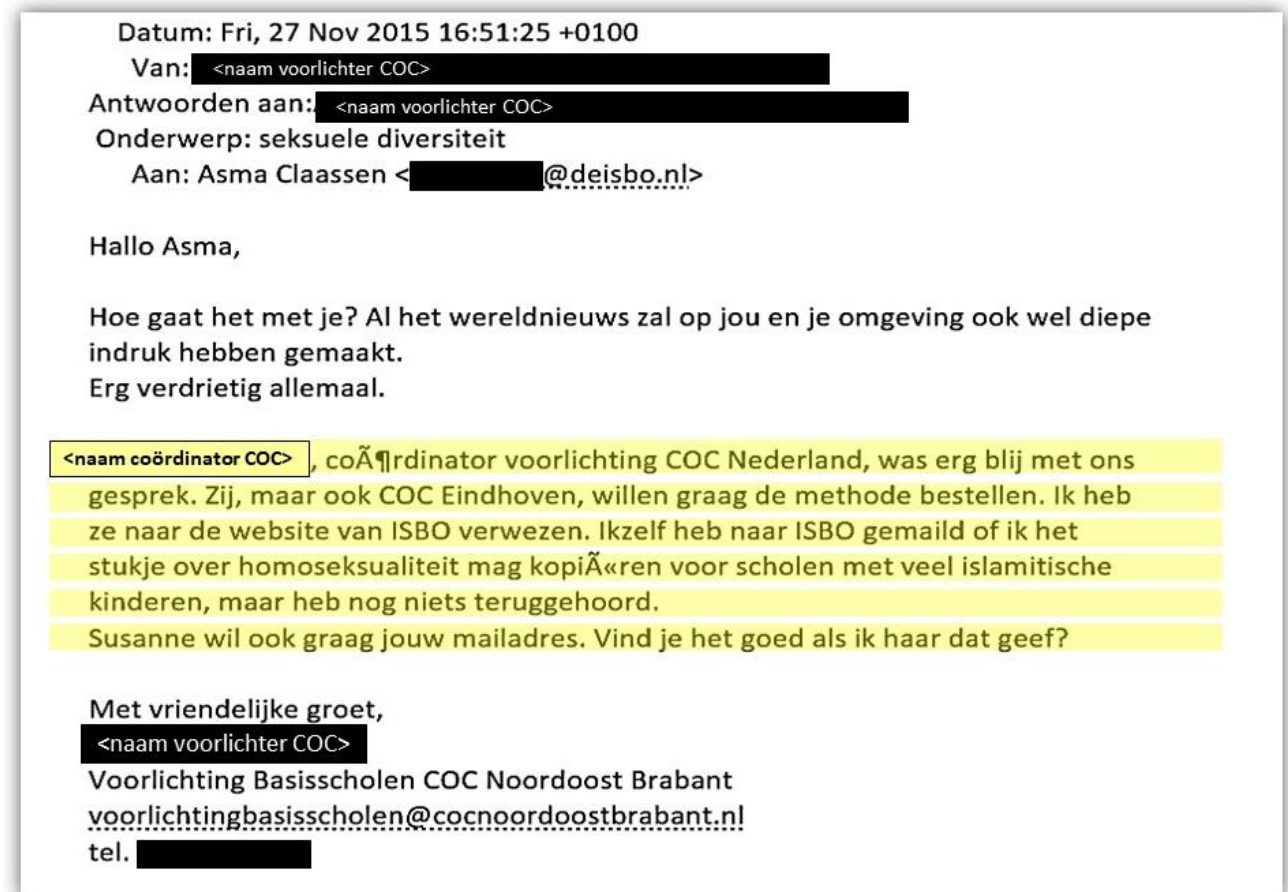 Datum: Fri, 27 Nov 2015 16:51:25 +0100
Van: <naam voorlichter COC>
Antwoorden aan: <naam voorlichter COC>
Onderwerp: seksuele diversiteit
Aan: Asma Claassen < @deisbo.nl>
Hallo Asma,
Hoe gaat het met je? Al het wereldnieuws zal op jou en je omgeving ook wel diepe
indruk hebben gemaakt.
Erg verdrietig allemaal.
<naam coördinator COC> , coÃ¶rdinator voorlichting COC Nederland, was erg blij met ons
gesprek. Zij, maar ook COC Eindhoven, willen graag de methode bestellen. Ik heb
ze naar de website van ISBO verwezen. Ikzelf heb naar ISBO gemaild of ik het
stukje over homoseksualiteit mag kopiÃ«ren voor scholen met veel islamitische
kinderen, maar heb nog niets teruggehoord.
Susanne wil ook graag jouw mailadres. Vind je het goed als ik haar dat geef?
Met vriendelijke groet,
<naam voorlichter COC>
Voorlichting Basisscholen COC Noordoost Brabant
voorlichtingbasisscholen@cocnoordoostbrabant.nl
tel.